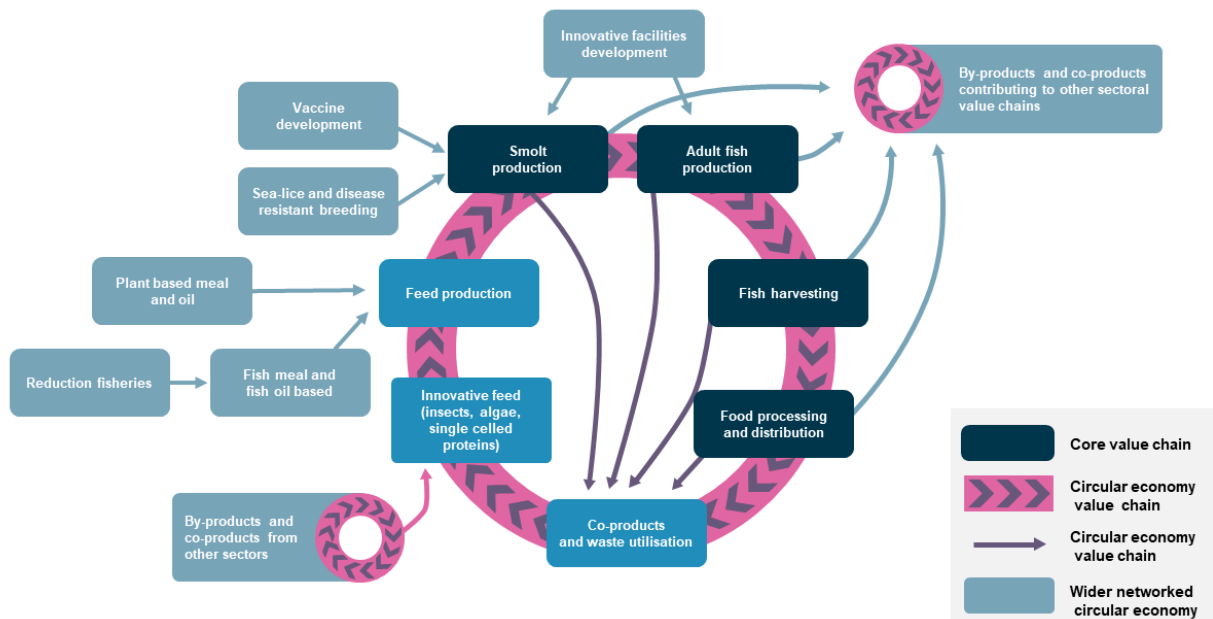 Innovative facilities
development
By-products and co-products
contributing to other sectoral
value chains
Vaccine
development
Smolt
production
Adult fish
production
Sea-lice and disease
resistant breeding
Plant based meal
and oil
Feed production
Fish harvesting
Reduction fisheries
Fish meal and
fish oil based
Innovative feed
(insects, algae,
single celled
proteins)
Food processing
and distribution
By-products and
co-products from
other sectors
Co-products
and waste utilisation
Core value chain
Circular economy
value chain
Circular economy
value chain
Wider networked
circular economy